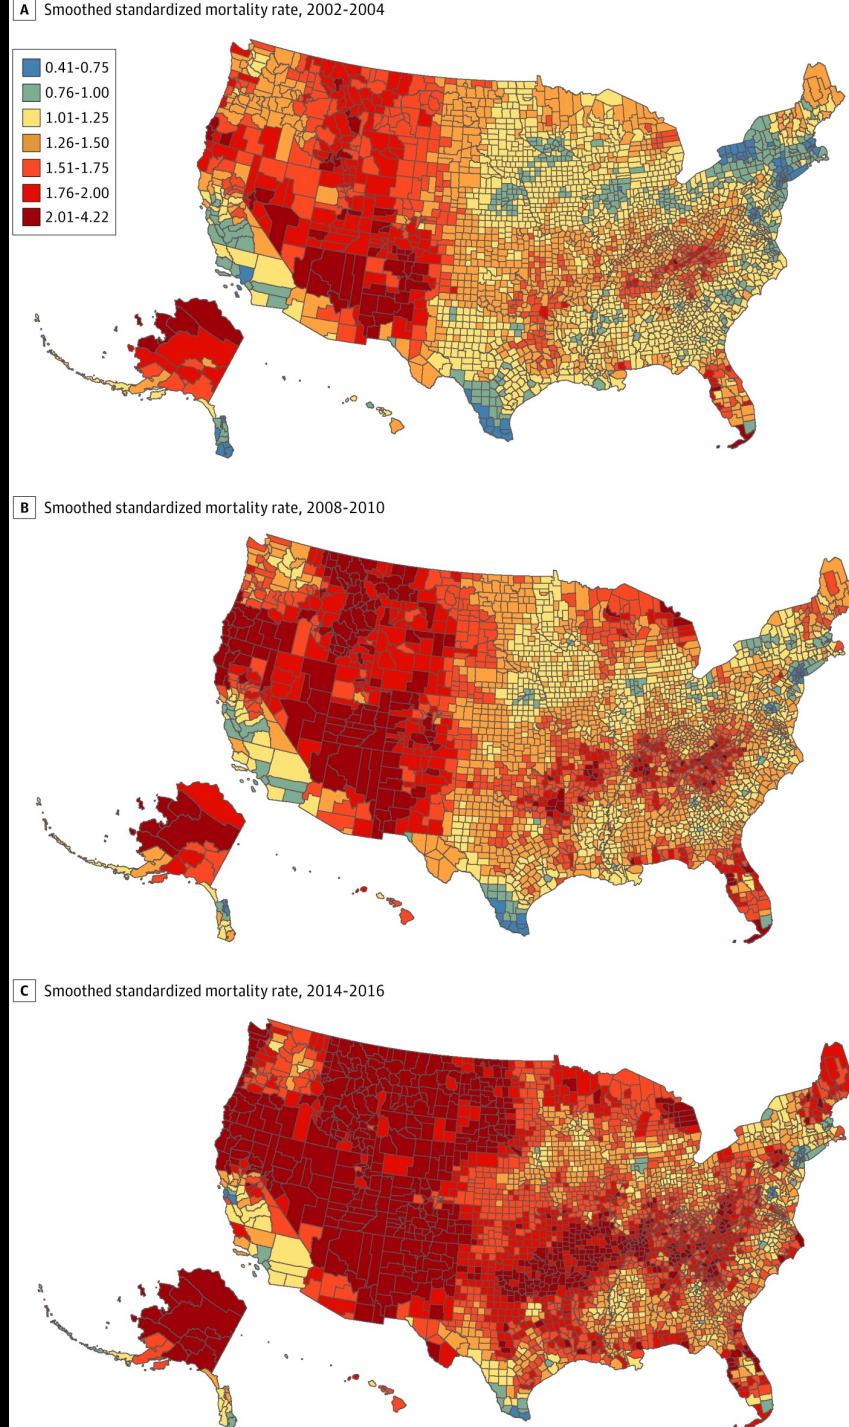 A Smoothed standardized mortality rate, 2002-2004
0.41-0.75
0.76-1.00
1.01-1.25
1.26-1.50
1.51-1.75
1.76-2.00
2.01-4.22
B Smoothed standardized mortality rate, 2008-2010
C Smoothed standardized mortality rate, 2014-2016